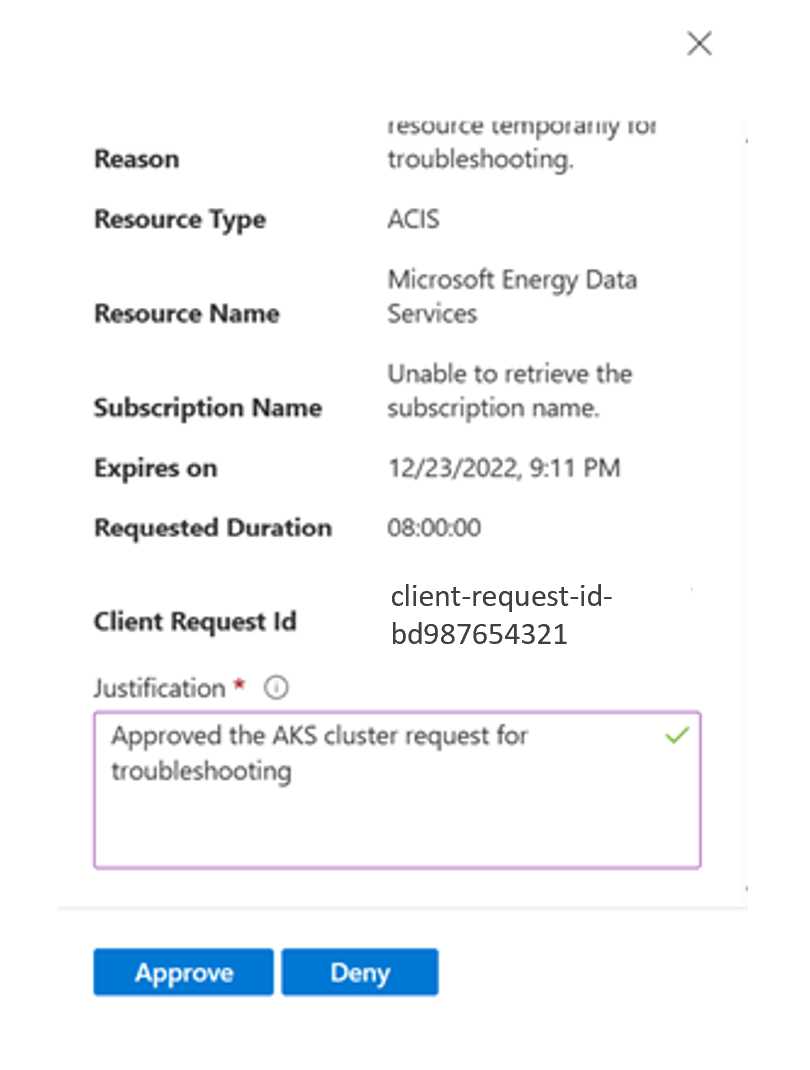 resource temporarily for
Reason troubleshooting.
Resource Type ACIS
Microsoft Energy Data
Resource Name Services
Unable to retrieve the
Subscription Name subscription name.
Expires on 12/23/2022, 9:11 PM
Requested Duration 08:00:00
client-request-id-
Client Request Id bd987654321
Justification *
Approved the AKS cluster request for
troubleshooting
Approve Deny